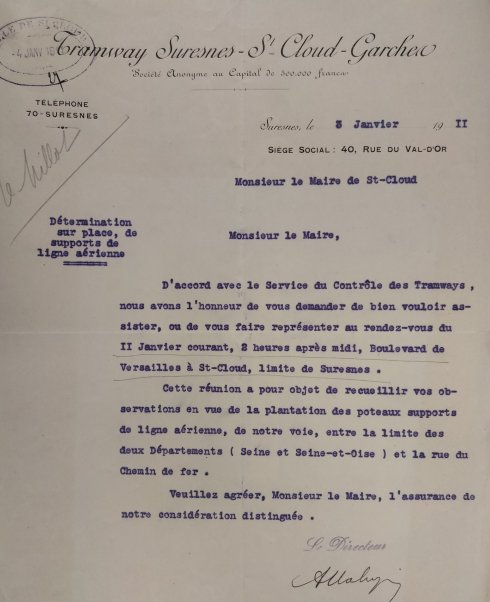 Tramway Suresnes-St Cloud-Garches
Société Anonyme au Capital de 500.000 francs
TÉLÉPHONE
70-SURESNES
Suresnes, le 3 Janvier 19 II
SIÈGE SOCIAL : 40, RUE DU VAL-D'OR
Monsieur le Maire de St-Cloud
Détermination
sur place, de
supports de
ligne aérienne
Monsieur le Maire,
D'accord avec le Service du Contrôle des Tramways,
nous avons l'honneur de vous demander de bien vouloir as-
sister, ou de vous faire représenter au rendez-vous du
II Janvier courant, 2 heures après midi, Boulevard de
Versailles à St-Cloud, limite de Suresnes .
Cette réunion a pour objet de recueillir vos ob-
servations en vue de la plantation des poteaux supports
de ligne aérienne, de notre voie, entre la limite des
deux Départements ( Seine et Seine-et-Oise ) et la rue du
Chemin de fer .
Veuillez agréer, Monsieur le Maire, l'assurance de
notre considération distinguée .
Le Directeur